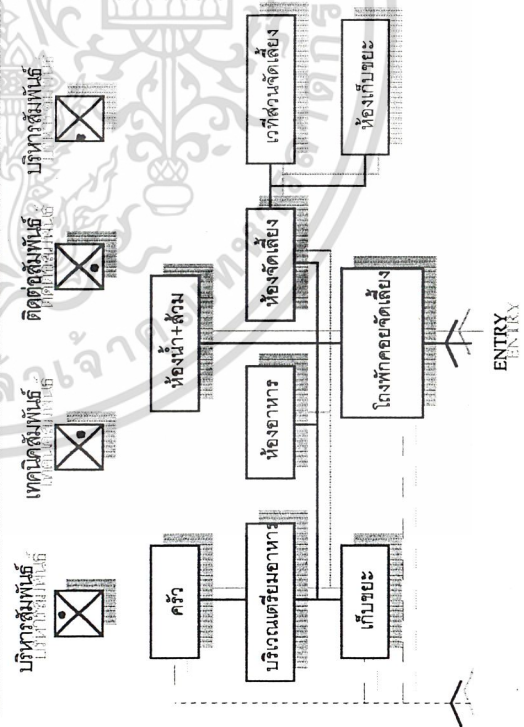 บริหารสัมพันธ์
เทคนิคสัมพันธ์
ติดต่อสัมพันธ์
บริหารสัมพันธ์
ครัว
ห้องน้ำ+ส้วม
บริเวณเตรียมอาหาร
ห้องอาหาร
ห้องจัดเลี้ยง
เวทีส่วนจัดเลี้ยง
เก็บขยะ
โถงพักคอยจัดเลี้ยง
ห้องเก็บขยะ
ENTRY